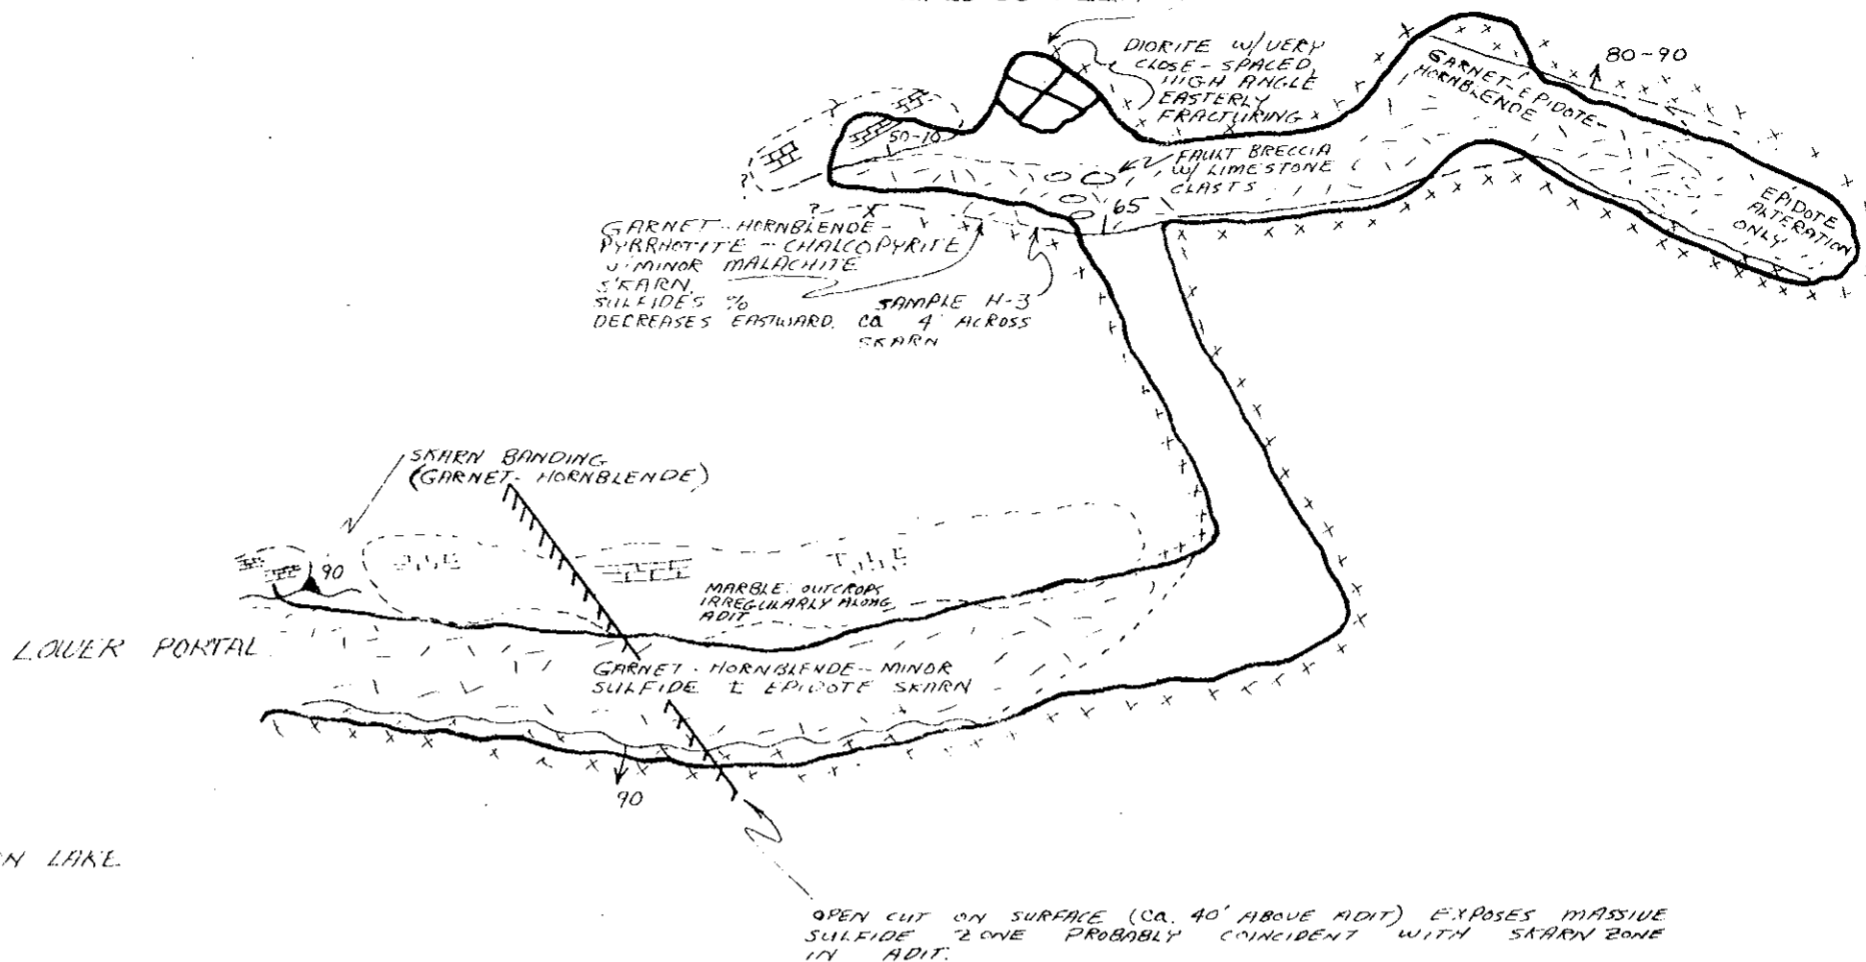 DIORITE W/ VERY
CLOSE-SPACED,
HIGH ANGLE
EASTERLY
FRACTURING
80-90
GARNET-EPIDOTE-
HORNBLENDE
50-70
FAULT BRECCIA
W/ LIMESTONE
CLASTS
65
EPIDOTE
ALTERATION
ONLY
?
?
?
GARNET-HORNBLENDE-
PYRRHOTITE-CHALCOPYRITE
MINOR MALACHITE
SKARN.
SULFIDES %
DECREASES EASTWARD.
SAMPLE H-3
ca 4' ACROSS
SKARN
SKARN BANDING
(GARNET-HORNBLENDE)
90
MARBLE: OUTCROPS
IRREGULARLY ALONG
ADIT
LOWER PORTAL
GARNET-HORNBLENDE-MINOR
SULFIDE ± EPIDOTE SKARN
90
LAKE
OPEN CUT ON SURFACE (ca. 40' ABOVE ADIT) EXPOSES MASSIVE
SULFIDE ZONE PROBABLY COINCIDENT WITH SKARN ZONE
IN ADIT.